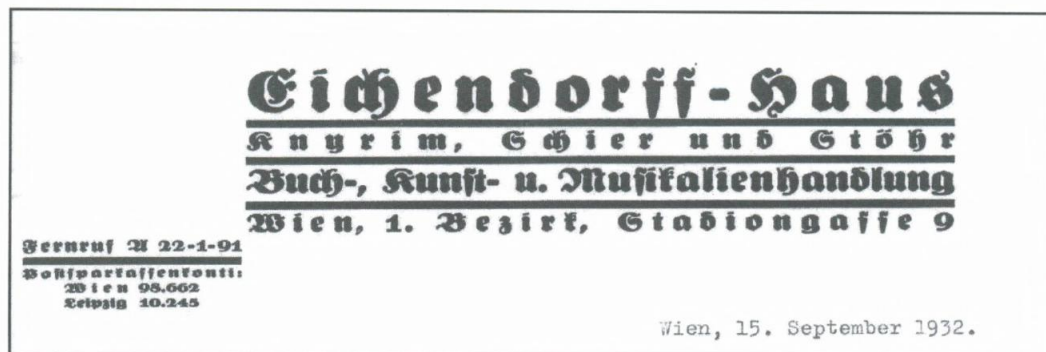 Eichendorff-Haus
Knyrim, Schier und Stöhr
Buch-, Kunst- u. Musikalienhandlung
Wien, 1. Bezirk, Stadiongasse 9
Fernruf A 22-1-91
Postsparkassenkonti:
Wien 98.662
Leipzig 10.245
Wien, 15. September 1932.